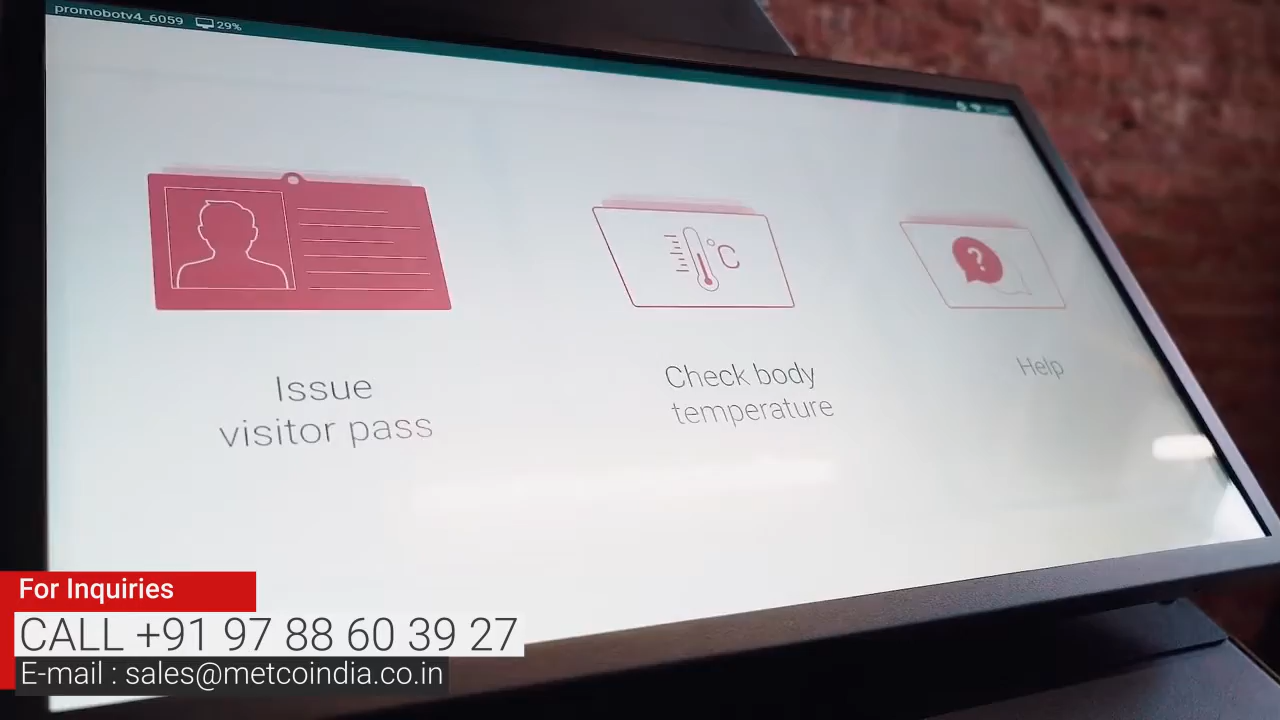 promobotv4_6059 29%
°C
?
Issue
visitor pass
Check body
temperature
Help
For Inquiries
CALL +91 97 88 60 39 27
E-mail : sales@metcoindia.co.in